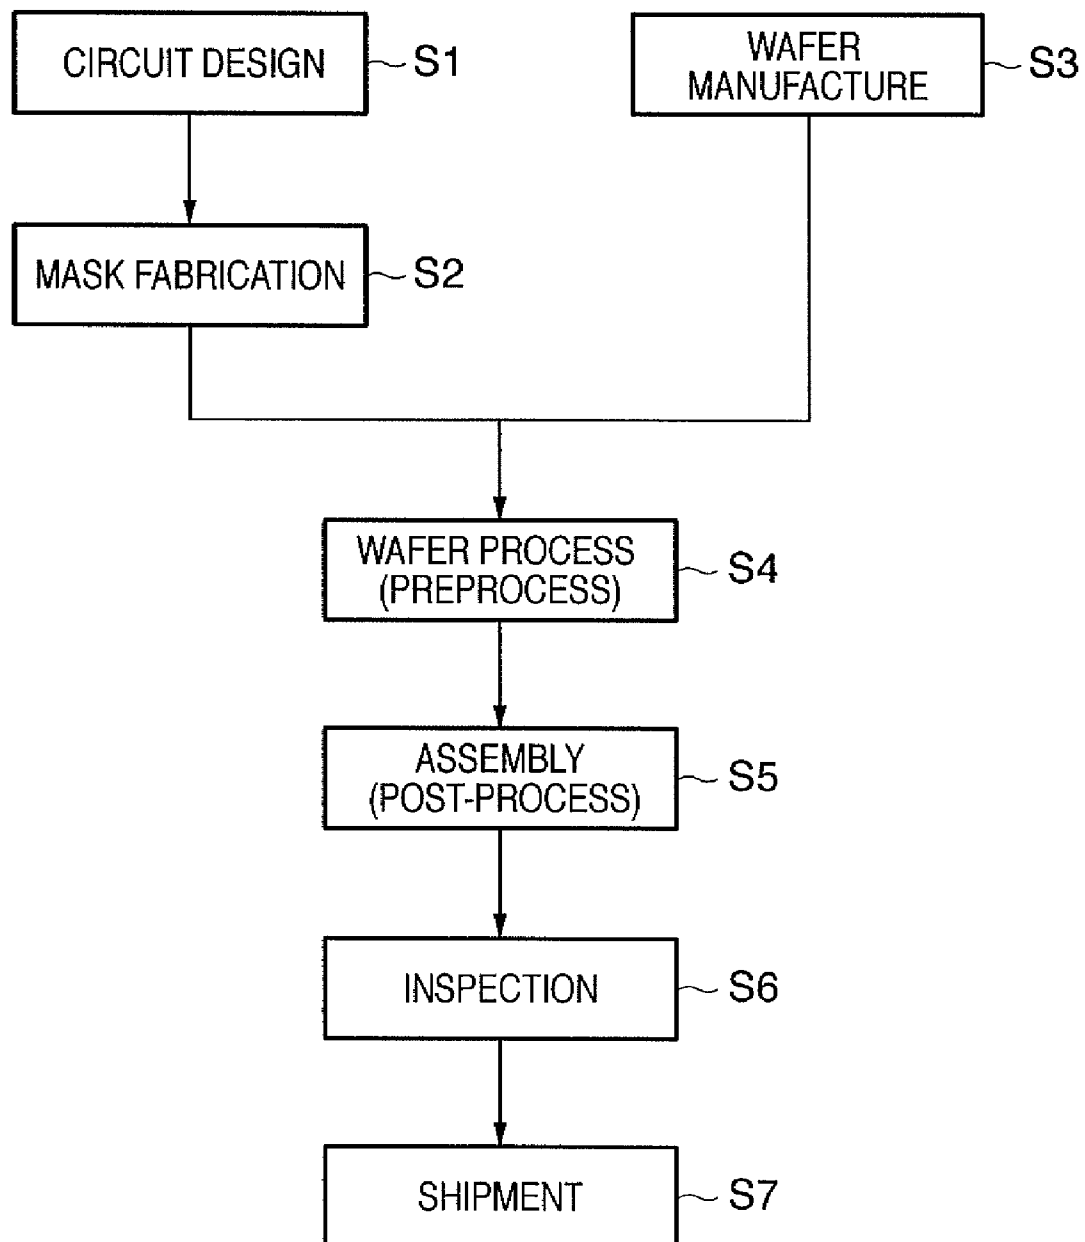 CIRCUIT DESIGN
S1
WAFER
MANUFACTURE
S3
MASK FABRICATION
S2
WAFER PROCESS
(PREPROCESS)
S4
ASSEMBLY
(POST-PROCESS)
S5
INSPECTION
S6
SHIPMENT
S7